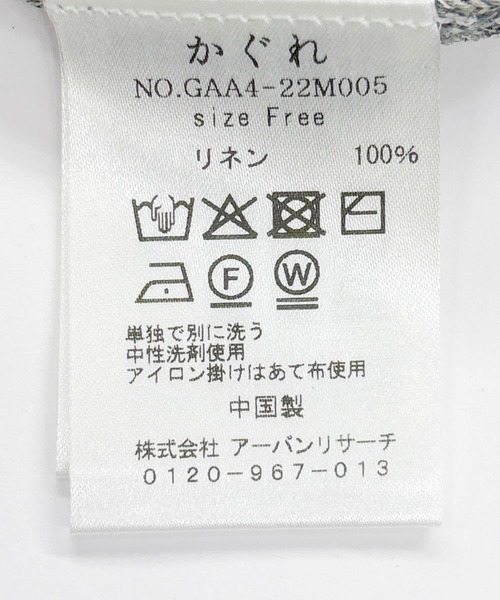 かぐれ
NO.GAA4-22M005
size Free
リネン 100%
F W
単独で別に洗う
中性洗剤使用
アイロン掛けはあて布使用
中国製
株式会社 アーバンリサーチ
0120-967-013